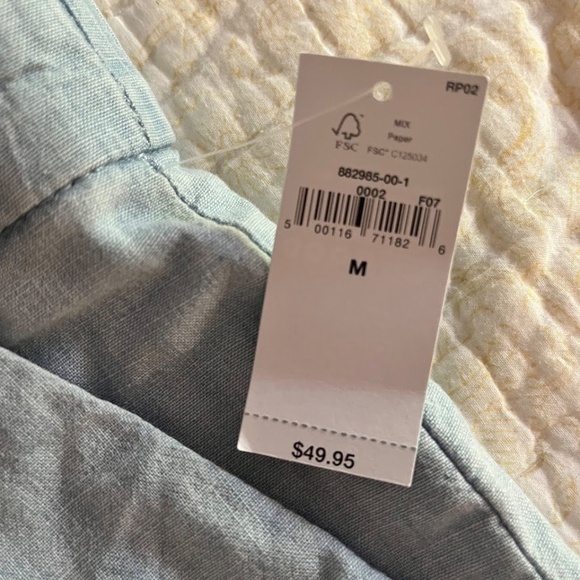 RP02
MIX
Paper
FSC
FSC® C125034
882985-00-1
0002
F07
5 00116 71182 6
M
$49.95